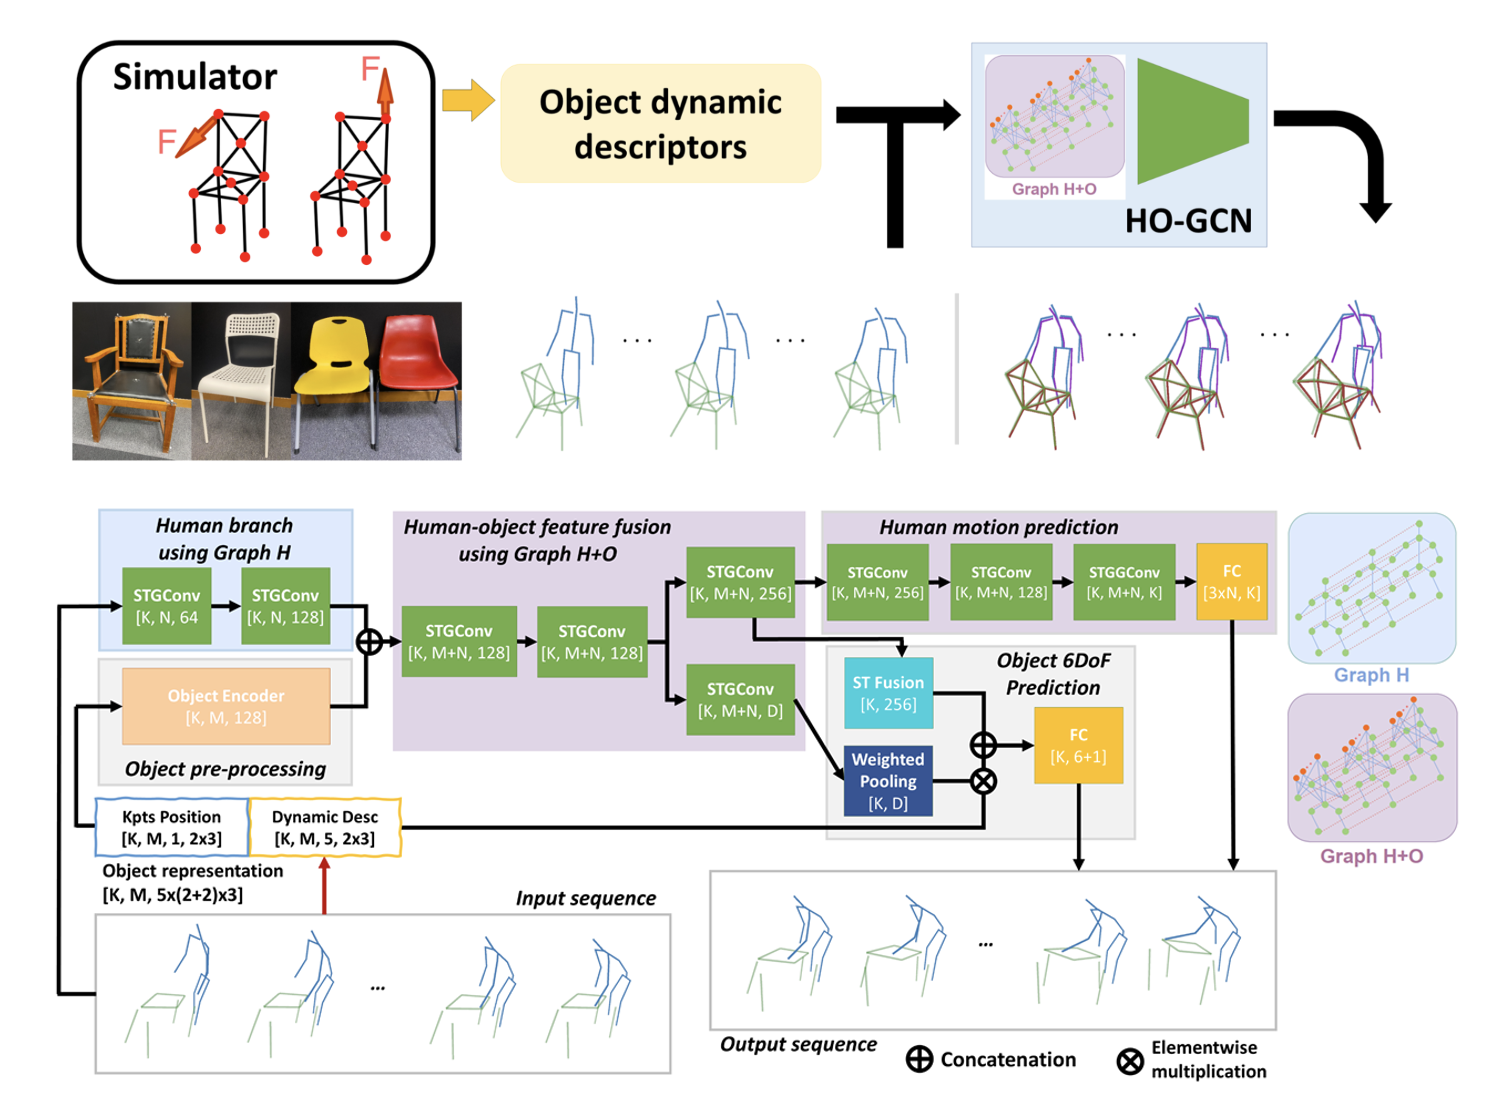 Simulator
F
F
Object dynamic
descriptors
Graph H+O
HO-GCN
. . .
. . .
. . .
. . .
Human branch
using Graph H
STGConv
[K, N, 64
STGConv
[K, N, 128]
Object Encoder
[K, M, 128]
Object pre-processing
Human-object feature fusion
using Graph H+O
STGConv
[K, M+N, 128]
STGConv
[K, M+N, 128]
STGConv
[K, M+N, 256]
STGConv
[K, M+N, D]
Human motion prediction
STGConv
[K, M+N, 256]
STGConv
[K, M+N, 128]
STGGConv
[K, M+N, K]
FC
[3xN, K]
Object 6DoF
Prediction
ST Fusion
[K, 256]
Weighted
Pooling
[K, D]
FC
[K, 6+1]
Graph H
Graph H+O
Kpts Position
[K, M, 1, 2x3]
Dynamic Desc
[K, M, 5, 2x3]
Object representation
[K, M, 5x(2+2)x3]
Input sequence
...
...
Output sequence
Concatenation
Elementwise
multiplication